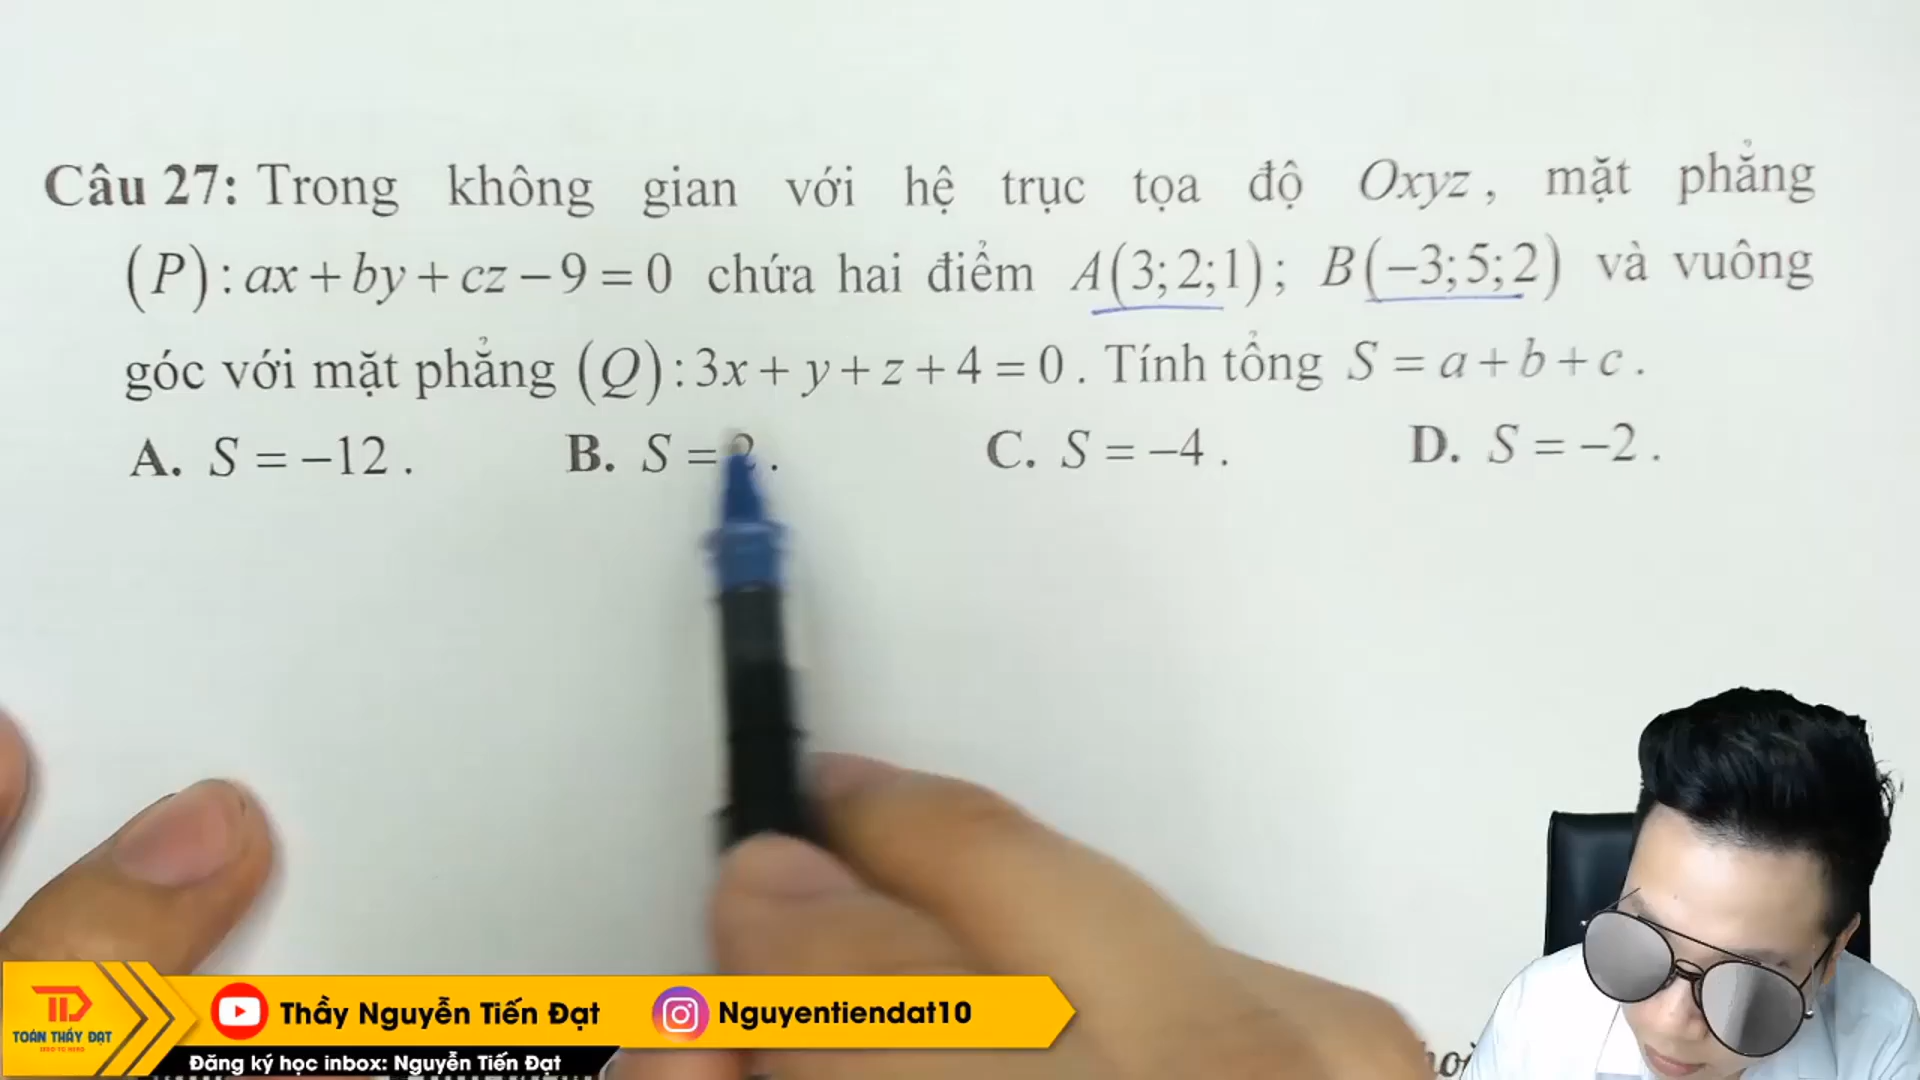 Câu 27: Trong không gian với hệ trục tọa độ Oxyz, mặt phẳng
(P): ax + by + cz − 9 = 0 chứa hai điểm A(3;2;1); B(−3;5;2) và vuông
góc với mặt phẳng (Q): 3x + y + z + 4 = 0. Tính tổng S = a + b + c.
A. S = −12. B. S = . C. S = −4. D. S = −2.
TOÁN THẦY ĐẠT
Thầy Nguyễn Tiến Đạt Nguyentiendat10
Đăng ký học inbox: Nguyễn Tiến Đạt